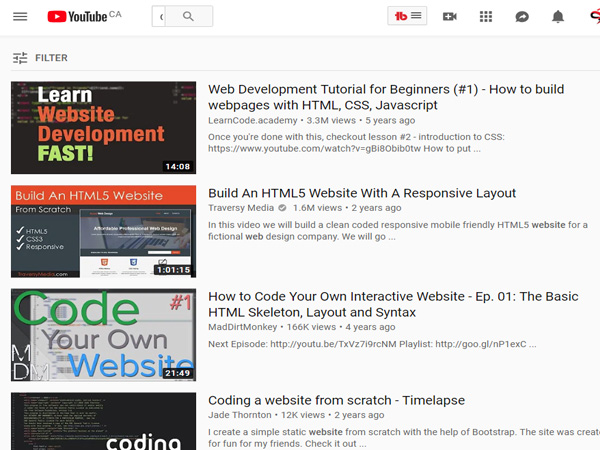 YouTube CA
FILTER
Learn
Website
Development
FAST!
14:08
Web Development Tutorial for Beginners (#1) - How to build
webpages with HTML, CSS, Javascript
LearnCode.academy • 3.3M views • 5 years ago
Once you're done with this, checkout lesson #2 - introduction to CSS:
https://www.youtube.com/watch?v=gBi8Obib0tw How to put ...
Build An HTML5 Website
From Scratch
HTML5
CSS3
Responsive
Affordable Professional Web Design
TraversyMedia.com
1:01:15
Build An HTML5 Website With A Responsive Layout
Traversy Media 1.6M views • 2 years ago
In this video we will build a clean coded responsive mobile friendly HTML5 website for a
fictional web design company. We will go ...
Code #1
Your Own
Website
MDM
21:49
How to Code Your Own Interactive Website - Ep. 01: The Basic
HTML Skeleton, Layout and Syntax
MadDirtMonkey • 166K views • 4 years ago
Next Episode: http://youtu.be/TxVz7i9rcNM Playlist: http://goo.gl/nP1exC ...
coding
Coding a website from scratch - Timelapse
Jade Thornton • 12K views • 2 years ago
I create a simple static website from scratch with the help of Bootstrap. The site was create
for fun for my friends. Check it out ...